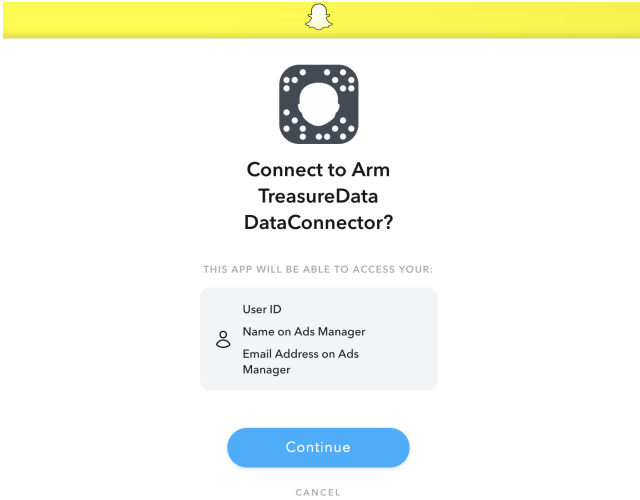 Connect to Arm
TreasureData
DataConnector?
THIS APP WILL BE ABLE TO ACCESS YOUR:
User ID
Name on Ads Manager
Email Address on Ads
Manager
Continue
CANCEL